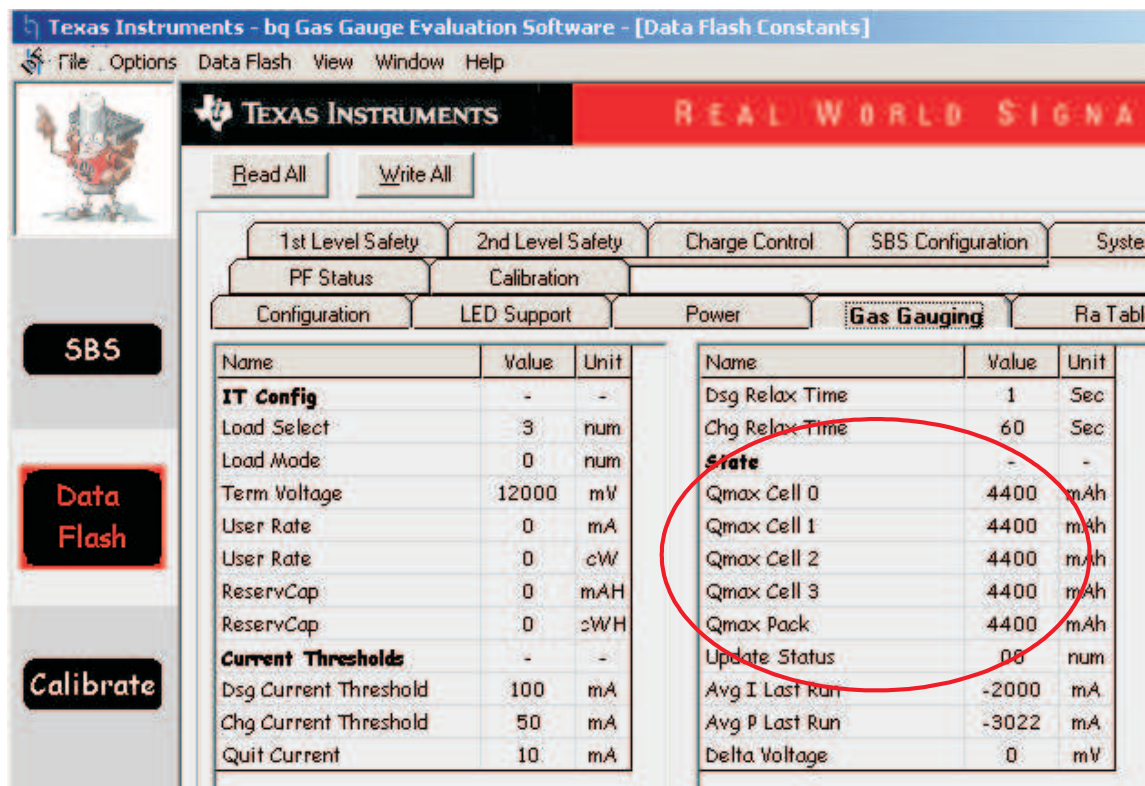 Texas Instruments - bq Gas Gauge Evaluation Software - [Data Flash Constants]
File Options Data Flash View Window Help
TEXAS INSTRUMENTS REAL WORLD SIGNA
Read All Write All
1st Level Safety 2nd Level Safety Charge Control SBS Configuration Syste
PF Status Calibration
Configuration LED Support Power Gas Gauging Ra Tabl
SBS
Data
Flash
Calibrate
Name Value Unit
IT Config - -
Load Select 3 num
Load Mode 0 num
Term Voltage 12000 mV
User Rate 0 mA
User Rate 0 cW
ReservCap 0 mAH
ReservCap 0 cWH
Current Thresholds - -
Dsg Current Threshold 100 mA
Chg Current Threshold 50 mA
Quit Current 10 mA
Name Value Unit
Dsg Relax Time 1 Sec
Chg Relax Time 60 Sec
State - -
Qmax Cell 0 4400 mAh
Qmax Cell 1 4400 mAh
Qmax Cell 2 4400 mAh
Qmax Cell 3 4400 mAh
Qmax Pack 4400 mAh
Update Status 00 num
Avg I Last Run -2000 mA
Avg P Last Run -3022 mA
Delta Voltage 0 mV